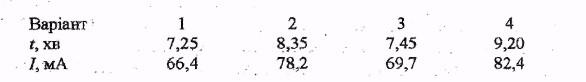 Варіант 1 2 3 4
t, хв 7,25 8,35 7,45 9,20
I, мА 66,4 78,2 69,7 82,4